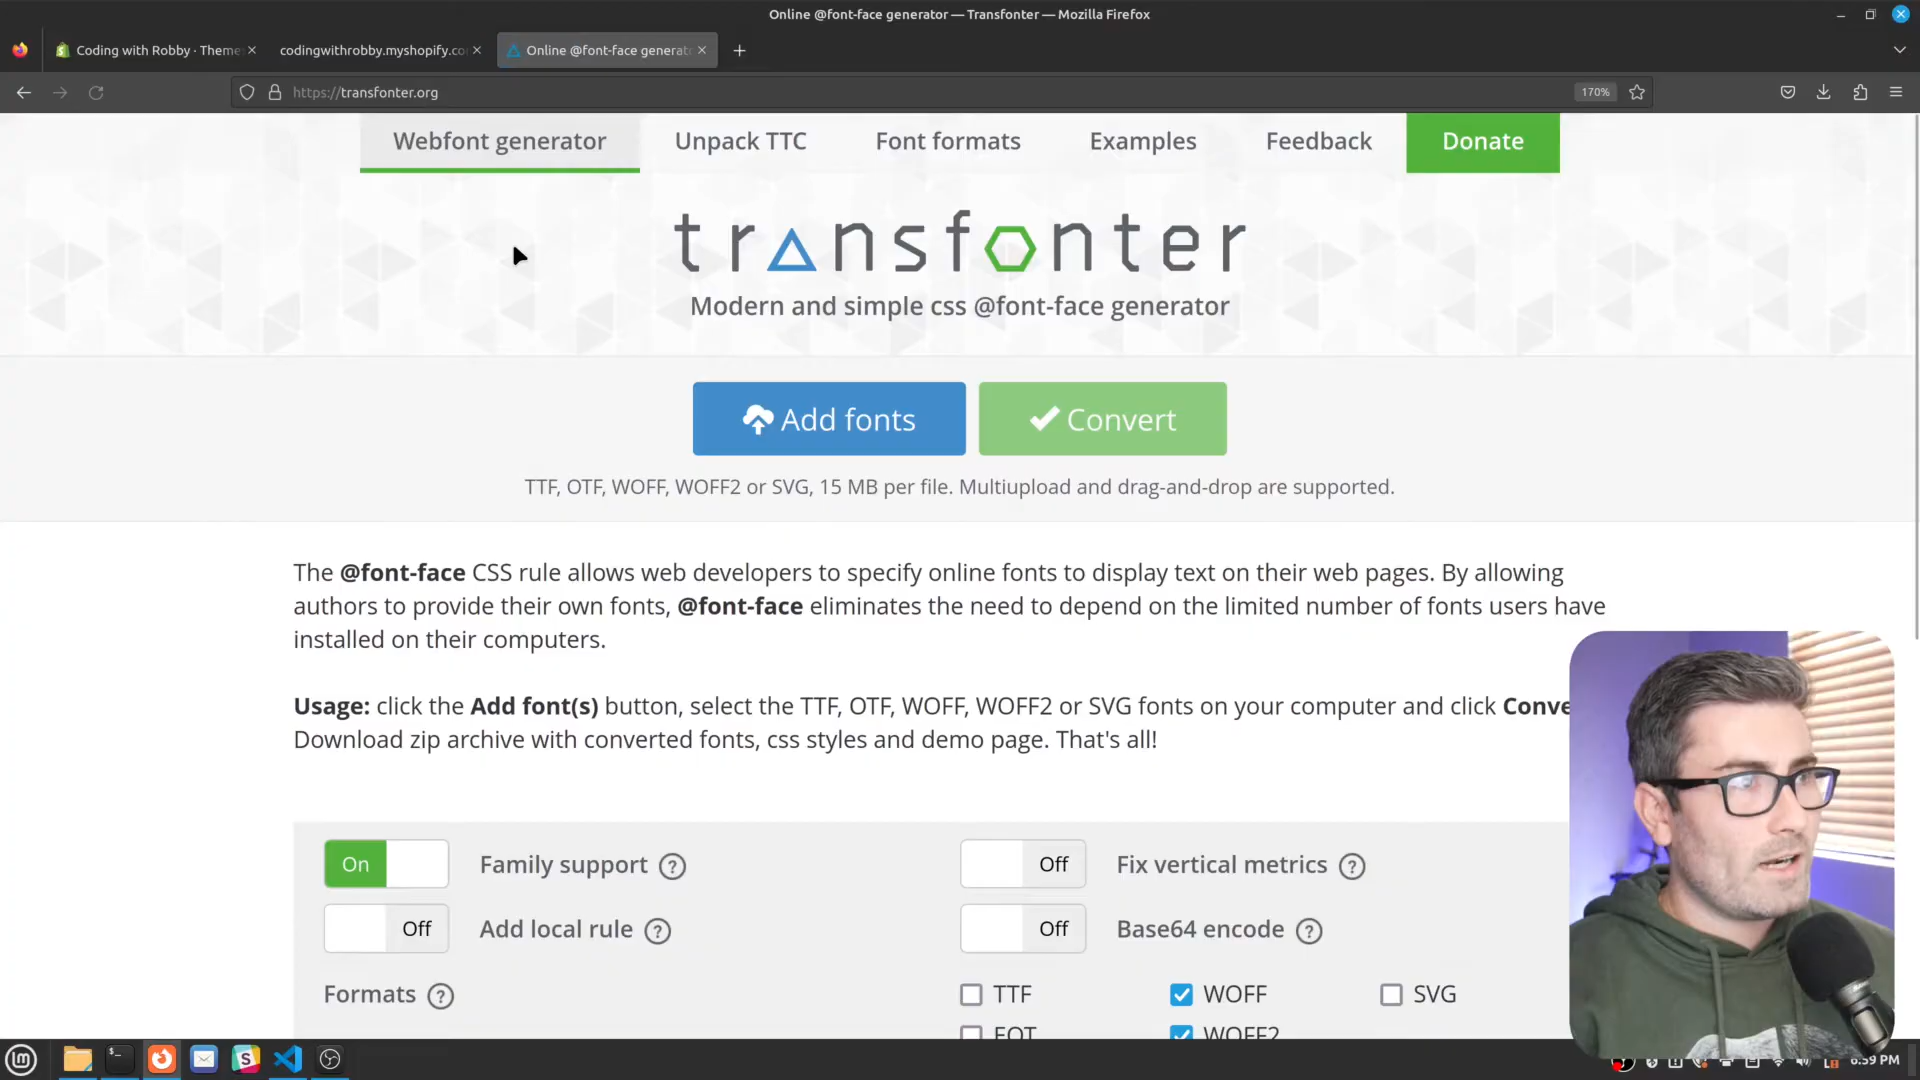 Online @font-face generator — Transfonter — Mozilla Firefox
Coding with Robby · Theme
codingwithrobby.myshopify.co
Online @font-face generat
https://transfonter.org
170%
Webfont generator
Unpack TTC
Font formats
Examples
Feedback
Donate
transfonter
Modern and simple css @font-face generator
Add fonts
Convert
TTF, OTF, WOFF, WOFF2 or SVG, 15 MB per file. Multiupload and drag-and-drop are supported.
The @font-face CSS rule allows web developers to specify online fonts to display text on their web pages. By allowing
authors to provide their own fonts, @font-face eliminates the need to depend on the limited number of fonts users have
installed on their computers.
Usage: click the Add font(s) button, select the TTF, OTF, WOFF, WOFF2 or SVG fonts on your computer and click Conve
Download zip archive with converted fonts, css styles and demo page. That's all!
On
Family support ?
Off
Fix vertical metrics ?
Off
Add local rule ?
Off
Base64 encode ?
Formats ?
TTF
WOFF
SVG
EOT
WOFF2
6:59 PM